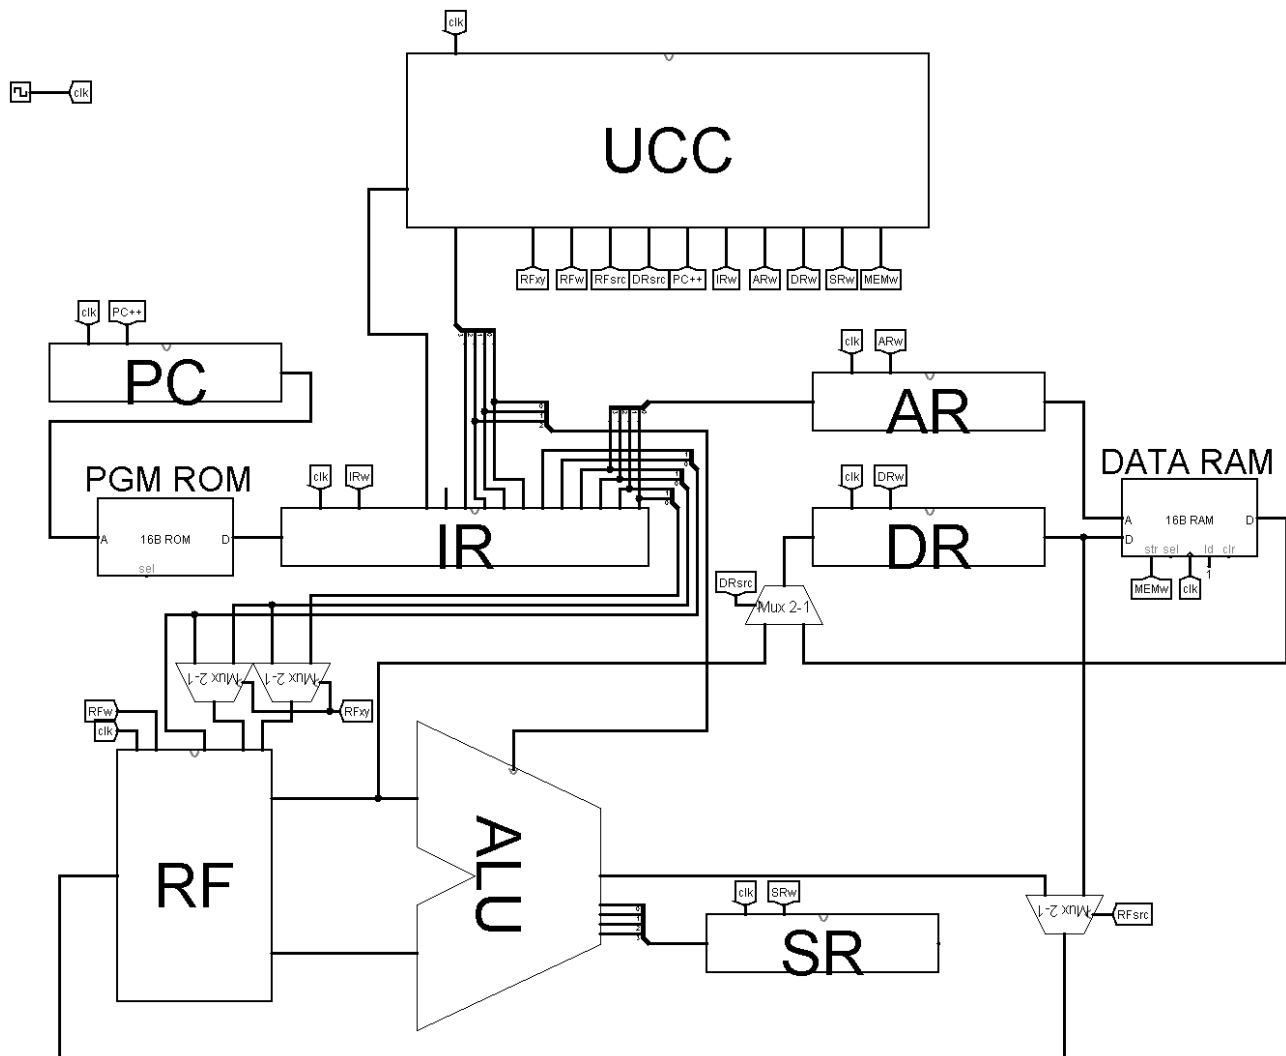 clk
clk
UCC
RFxy RFw RFsrc DRsrc PC++ IRw ARw DRw SRw MEMw
clk PC++
PC
clk ARw
AR
PGM ROM
DATA RAM
clk IRw
clk DRw
A 16B ROM D
sel
IR
DR
A 16B RAM D
D
str sel ld clr
1
MEMw clk
DRsrc
Mux 2-1
Mux 2-1 Mux 2-1
RFw
RFxy
clk
RF
ALU
clk SRw
SR
Mux 2-1
RFsrc